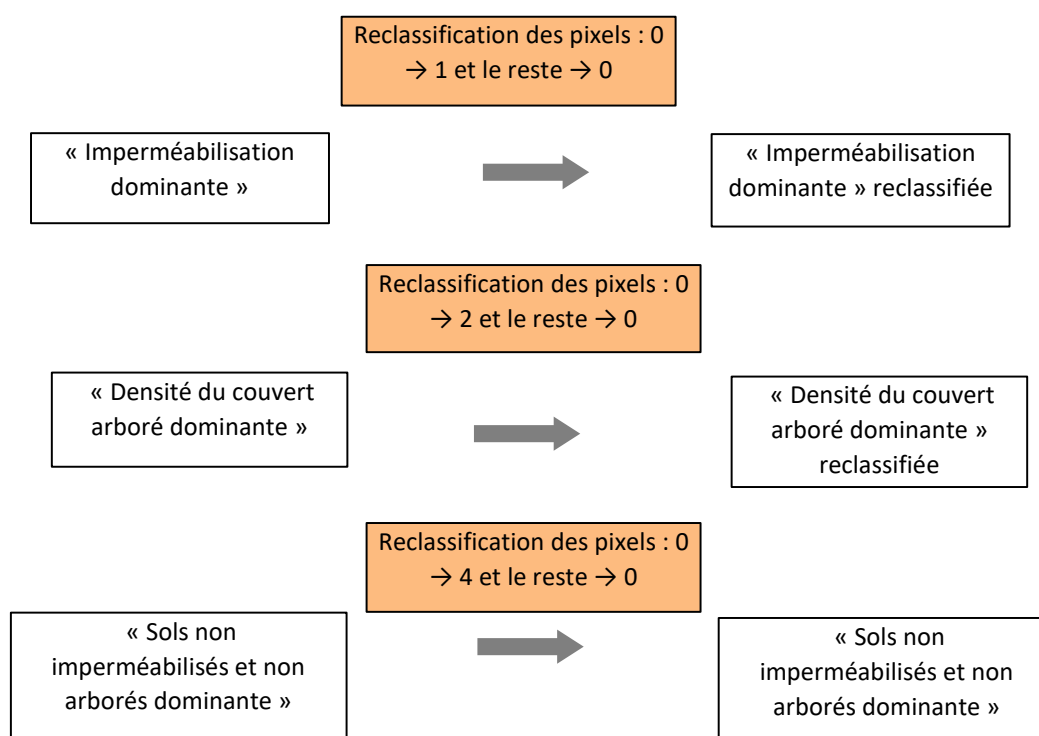 Reclassification des pixels : 0
→ 1 et le reste → 0
« Imperméabilisation
dominante »
« Imperméabilisation
dominante » reclassifiée
Reclassification des pixels : 0
→ 2 et le reste → 0
« Densité du couvert
arboré dominante »
« Densité du couvert
arboré dominante »
reclassifiée
Reclassification des pixels : 0
→ 4 et le reste → 0
« Sols non
imperméabilisés et non
arborés dominante »
« Sols non
imperméabilisés et non
arborés dominante »